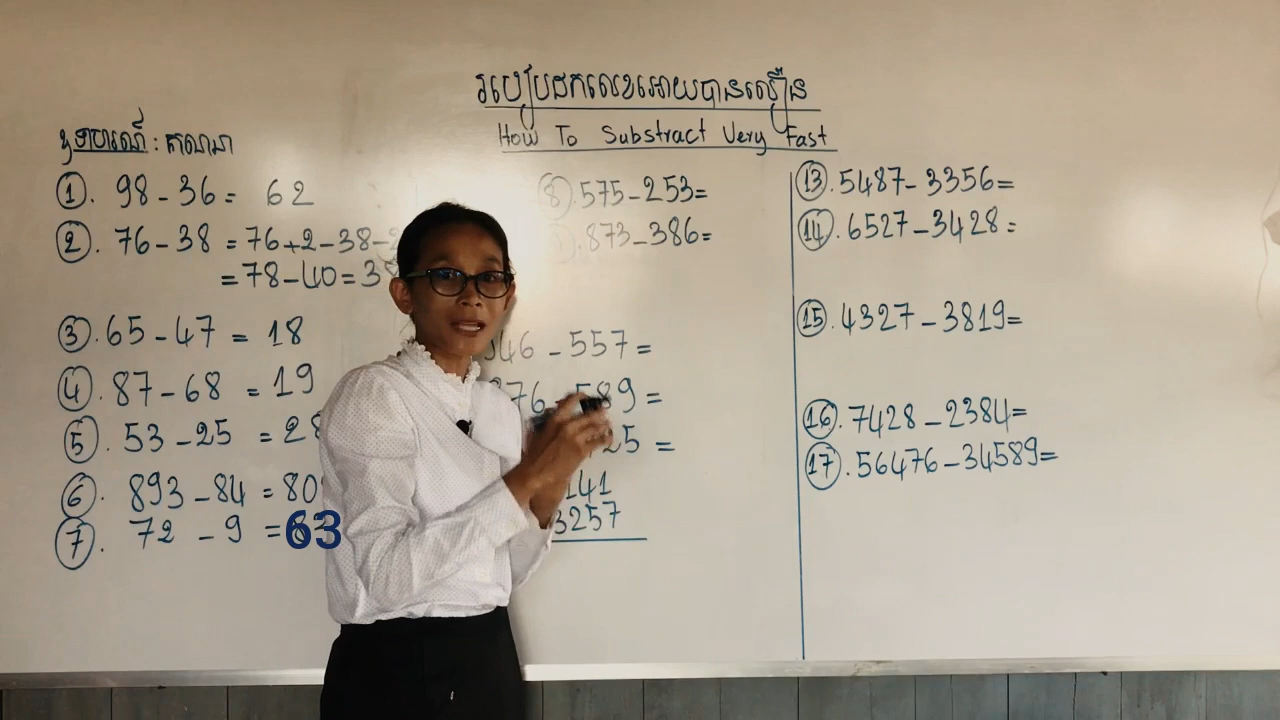 របៀបដកលេខអោយបានលឿន
How To Substract Very Fast
ឧទាហរណ៍ : គណនា
1. 98 - 36 = 62
2. 76 - 38 = 76 + 2 - 38 -
= 78 - 40 = 38
3. 65 - 47 = 18
4. 87 - 68 = 19
5. 53 - 25 = 28
6. 893 - 84 = 809
7. 72 - 9 = 63
8. 575 - 253 =
873 - 386 =
946 - 557 =
376 - 589 =
25 =
141
3257
13. 5487 - 3356 =
14. 6527 - 3428 =
15. 4327 - 3819 =
16. 7428 - 2384 =
17. 56476 - 34589 =